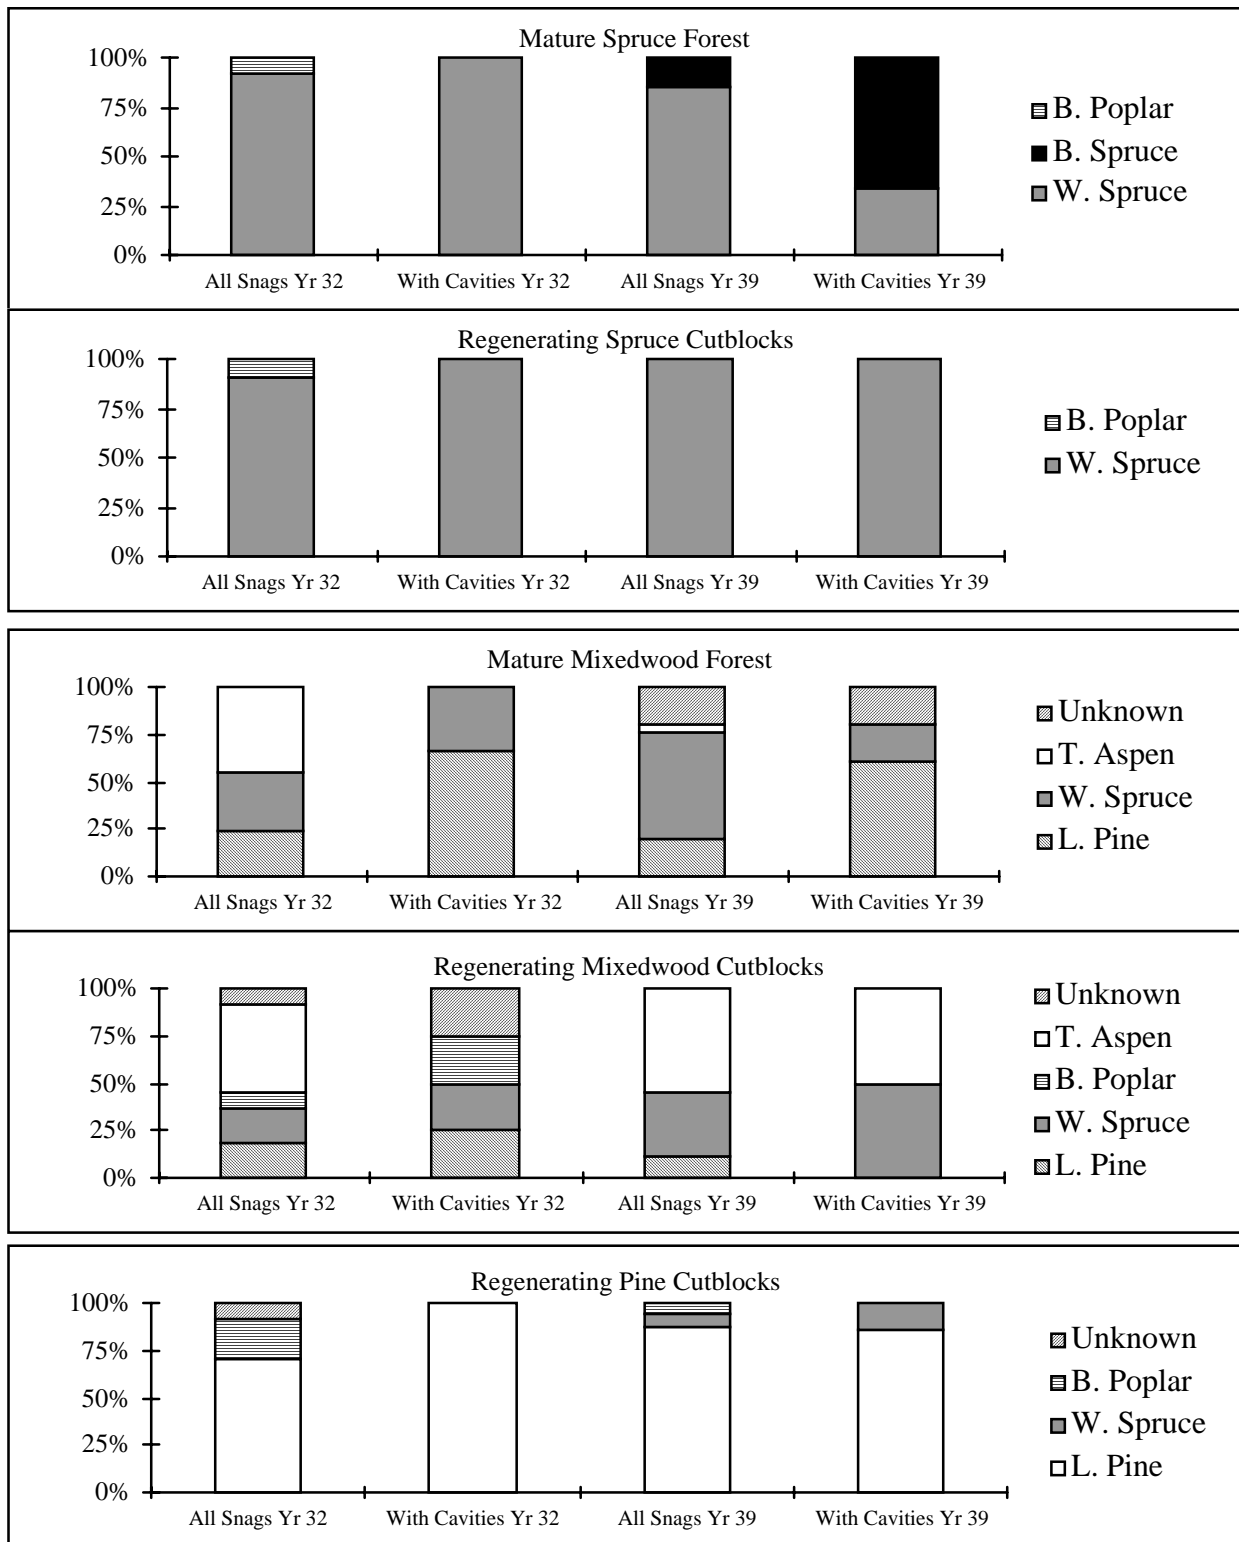 Mature Spruce Forest
100%
75%
50%
25%
0%
All Snags Yr 32 With Cavities Yr 32 All Snags Yr 39 With Cavities Yr 39
B. Poplar
B. Spruce
W. Spruce
Regenerating Spruce Cutblocks
100%
75%
50%
25%
0%
All Snags Yr 32 With Cavities Yr 32 All Snags Yr 39 With Cavities Yr 39
B. Poplar
W. Spruce
Mature Mixedwood Forest
100%
75%
50%
25%
0%
All Snags Yr 32 With Cavities Yr 32 All Snags Yr 39 With Cavities Yr 39
Unknown
T. Aspen
W. Spruce
L. Pine
Regenerating Mixedwood Cutblocks
100%
75%
50%
25%
0%
All Snags Yr 32 With Cavities Yr 32 All Snags Yr 39 With Cavities Yr 39
Unknown
T. Aspen
B. Poplar
W. Spruce
L. Pine
Regenerating Pine Cutblocks
100%
75%
50%
25%
0%
All Snags Yr 32 With Cavities Yr 32 All Snags Yr 39 With Cavities Yr 39
Unknown
B. Poplar
W. Spruce
L. Pine